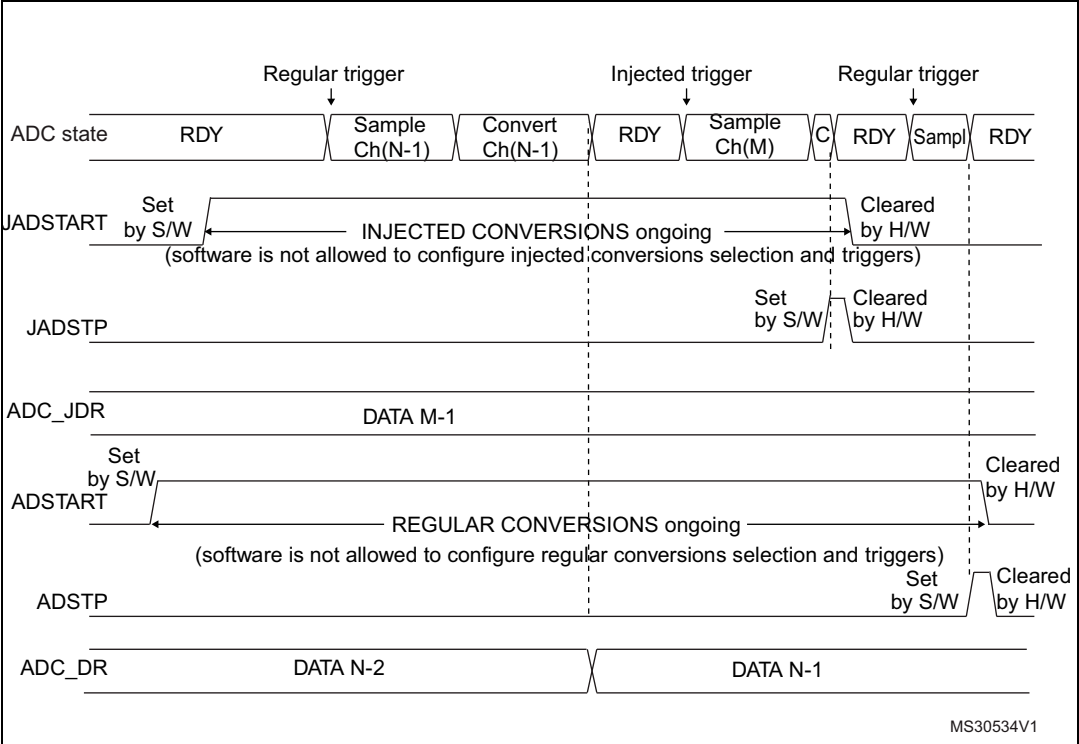 Regular trigger
Injected trigger
Regular trigger
ADC state
RDY
Sample
Ch(N-1)
Convert
Ch(N-1)
RDY
Sample
Ch(M)
C
RDY
Sampl
RDY
JADSTART
Set
by S/W
INJECTED CONVERSIONS ongoing
Cleared
by H/W
(software is not allowed to configure injected conversions selection and triggers)
JADSTP
Set
by S/W
Cleared
by H/W
ADC_JDR
DATA M-1
ADSTART
Set
by S/W
REGULAR CONVERSIONS ongoing
Cleared
by H/W
(software is not allowed to configure regular conversions selection and triggers)
ADSTP
Set
by S/W
Cleared
by H/W
ADC_DR
DATA N-2
DATA N-1
MS30534V1